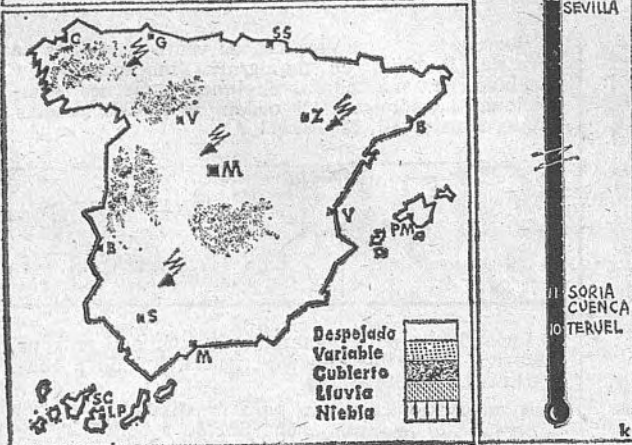 SEVILLA
C
G
SS
V
Z
B
M
V
PM
B
S
M
SC
LP
Despejado
Variable
Cubierto
Lluvia
Niebla
11 SORIA
CUENCA
10 TERUEL
k